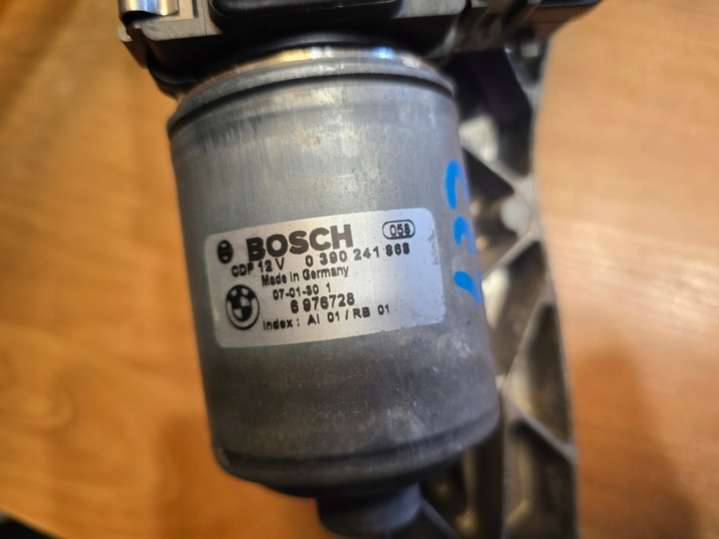 BOSCH 058
CDP 12 V 0 390 241 868
Made in Germany
07-01-30 1
6 976728
Index: AI 01 / RB 01